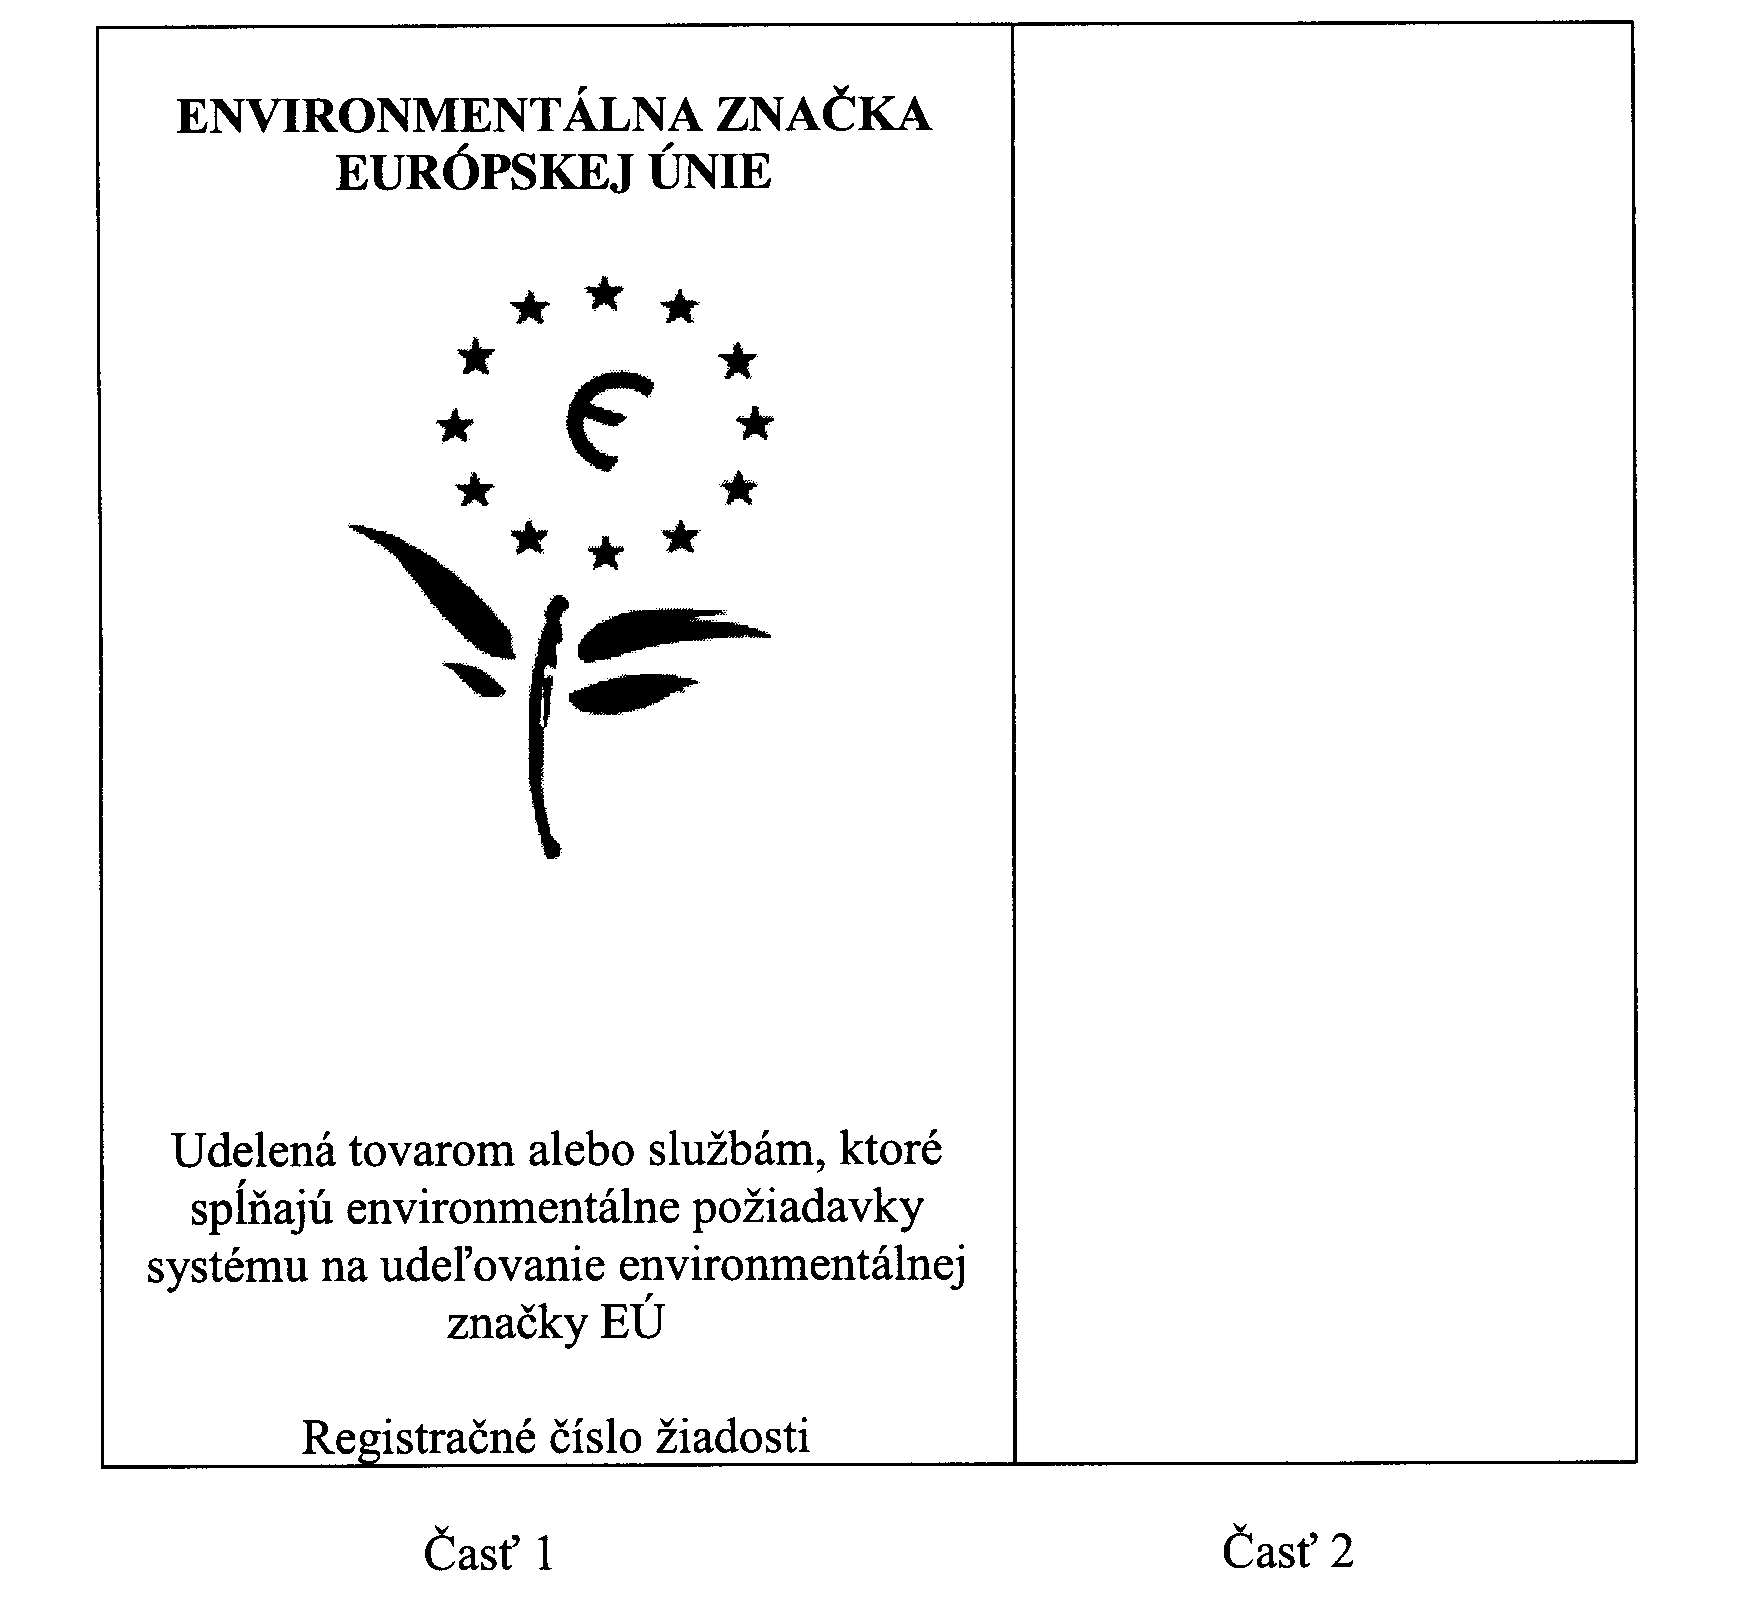 ENVIRONMENTÁLNA ZNAČKA
EURÓPSKEJ ÚNIE
Udelená tovarom alebo službám, ktoré
spĺňajú environmentálne požiadavky
systému na udeľovanie environmentálnej
značky EÚ
Registračné číslo žiadosti
Časť 1
Časť 2